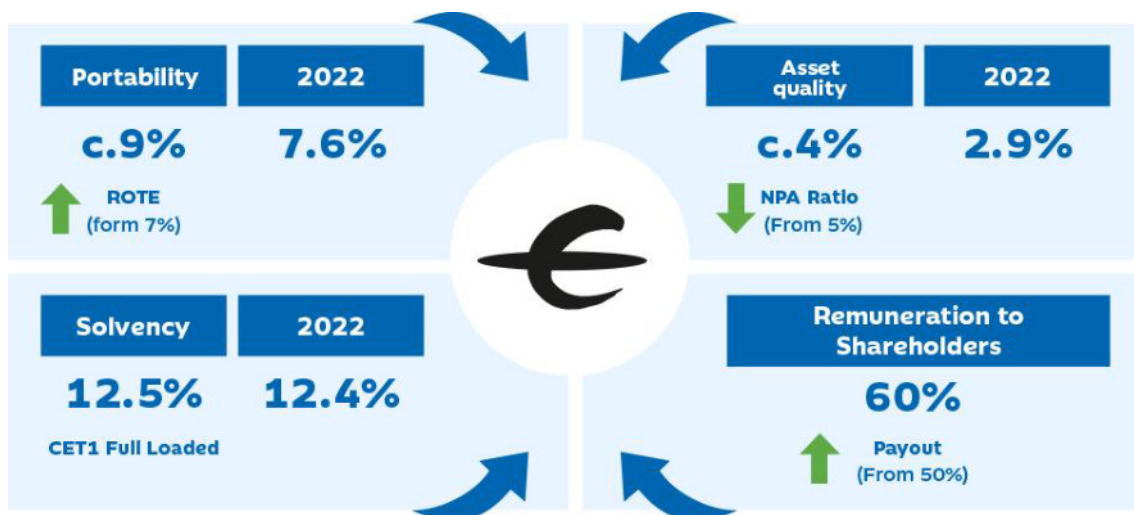 Portability
2022
c.9%
7.6%
ROTE
(form 7%)
Asset
quality
2022
c.4%
2.9%
NPA Ratio
(From 5%)
Solvency
2022
12.5%
12.4%
CET1 Full Loaded
Remuneration to
Shareholders
60%
Payout
(From 50%)